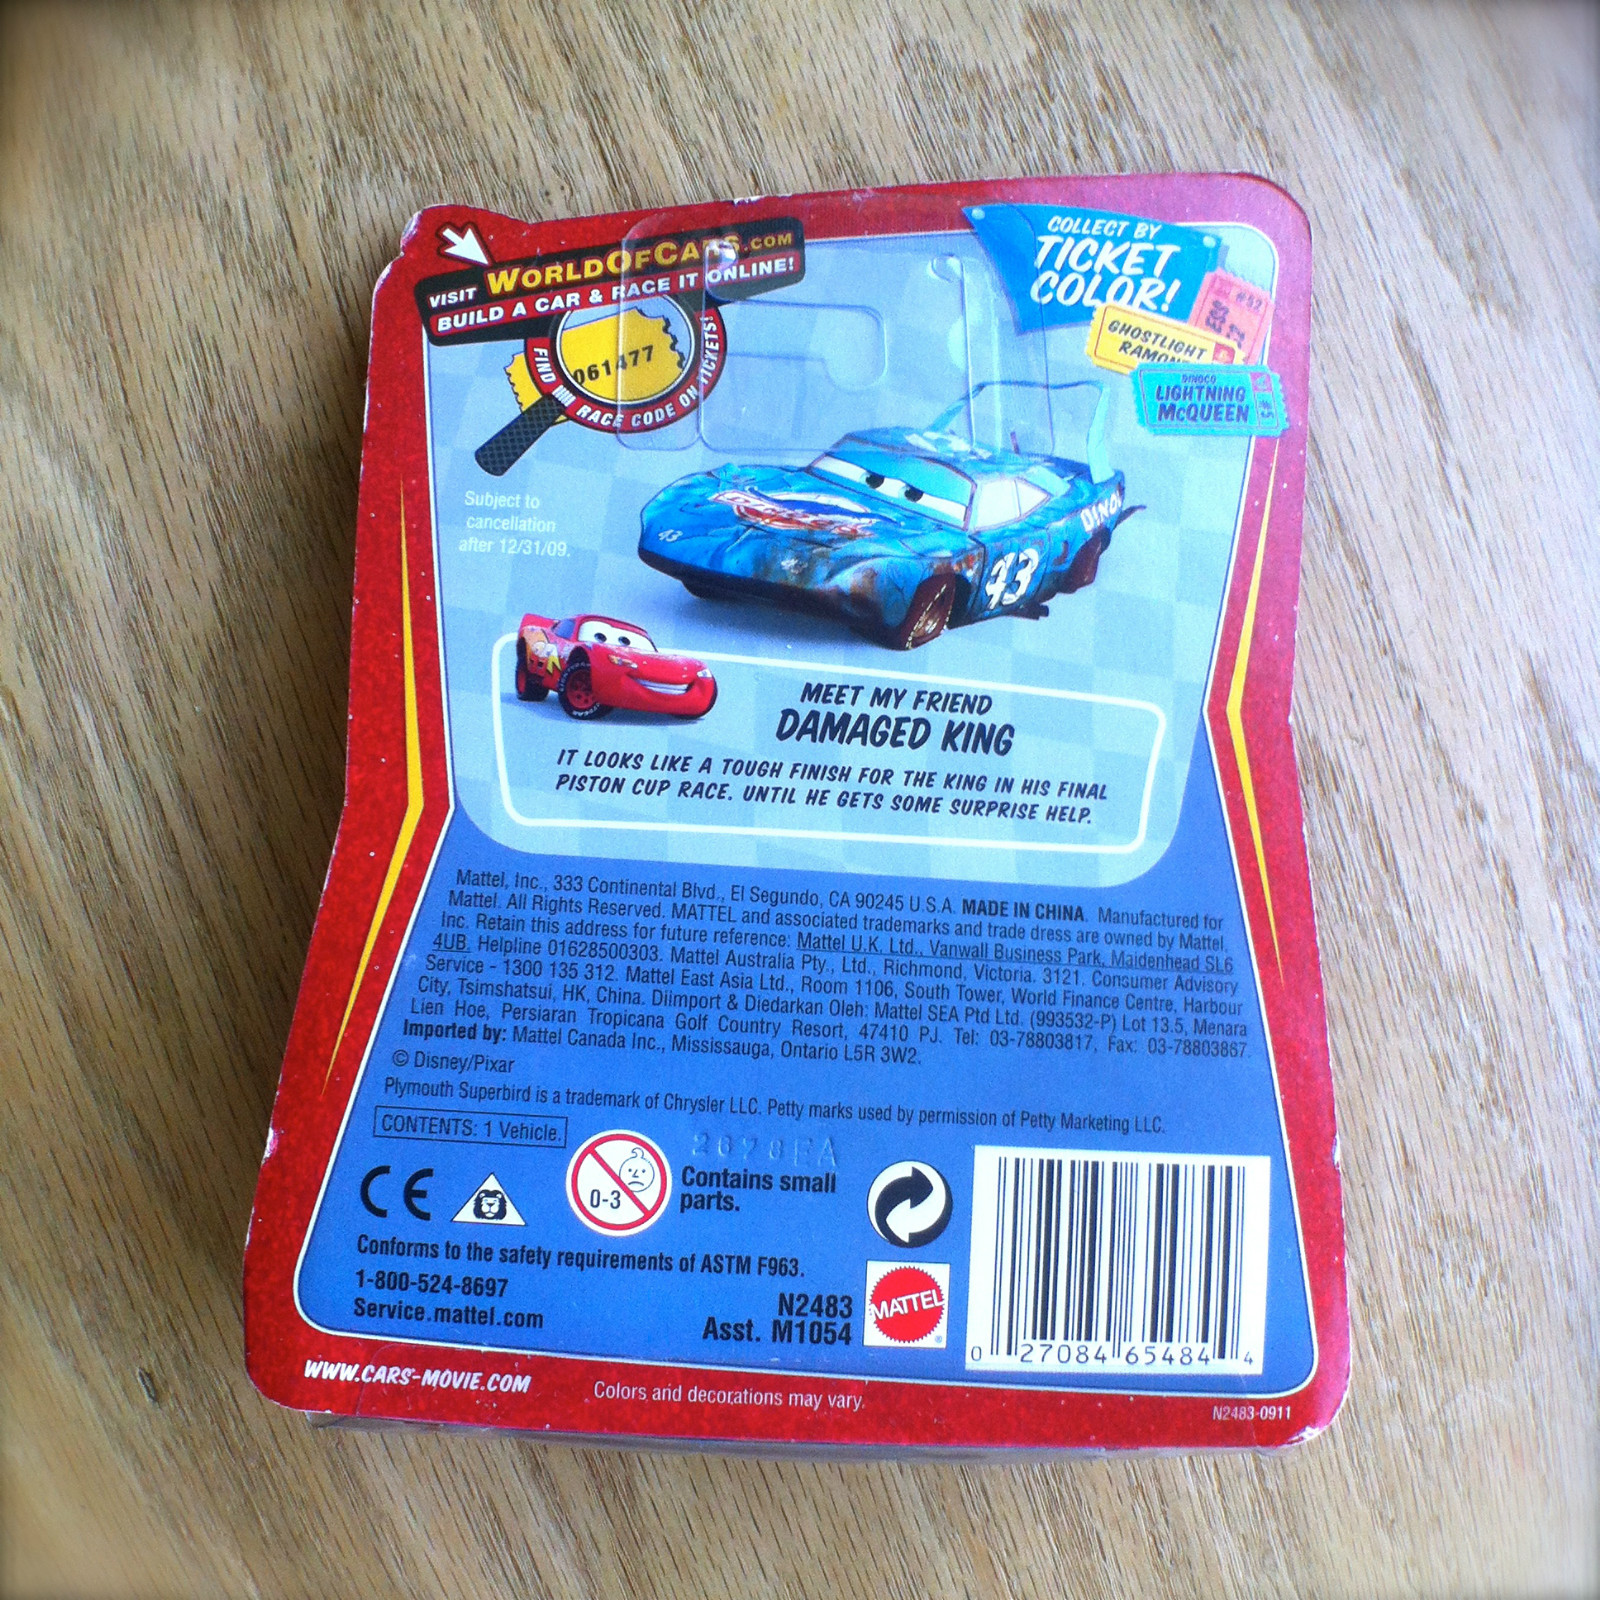 VISIT WORLDOFCARS.COM
BUILD A CAR & RACE IT ONLINE!
FIND RACE CODE ON TICKETS!
061477
COLLECT BY
TICKET
COLOR!
#52
GHOSTLIGHT
DINOCO
LIGHTNING
McQUEEN
Subject to
cancellation
after 12/31/09.
43
43
MEET MY FRIEND
DAMAGED KING
IT LOOKS LIKE A TOUGH FINISH FOR THE KING IN HIS FINAL
PISTON CUP RACE. UNTIL HE GETS SOME SURPRISE HELP.
Mattel, Inc., 333 Continental Blvd., El Segundo, CA 90245 U.S.A. MADE IN CHINA. Manufactured for
Mattel. All Rights Reserved. MATTEL and associated trademarks and trade dress are owned by Mattel,
Inc. Retain this address for future reference: Mattel U.K. Ltd., Vanwall Business Park, Maidenhead SL6
4UB. Helpline 01628500303. Mattel Australia Pty., Ltd., Richmond, Victoria. 3121. Consumer Advisory
Service - 1300 135 312. Mattel East Asia Ltd., Room 1106, South Tower, World Finance Centre, Harbour
City, Tsimshatsui, HK, China. Diimport & Diedarkan Oleh: Mattel SEA Ptd Ltd. (993532-P) Lot 13.5, Menara
Lien Hoe, Persiaran Tropicana Golf Country Resort, 47410 PJ. Tel: 03-78803817, Fax: 03-78803867.
Imported by: Mattel Canada Inc., Mississauga, Ontario L5R 3W2.
© Disney/Pixar
Plymouth Superbird is a trademark of Chrysler LLC. Petty marks used by permission of Petty Marketing LLC.
CONTENTS: 1 Vehicle.
2678EA
0-3
Contains small
parts.
CE
Conforms to the safety requirements of ASTM F963.
1-800-524-8697
Service.mattel.com
N2483
Asst. M1054
MATTEL
®
0 27084 65484 4
WWW.CARS-MOVIE.COM
Colors and decorations may vary.
N2483-0911